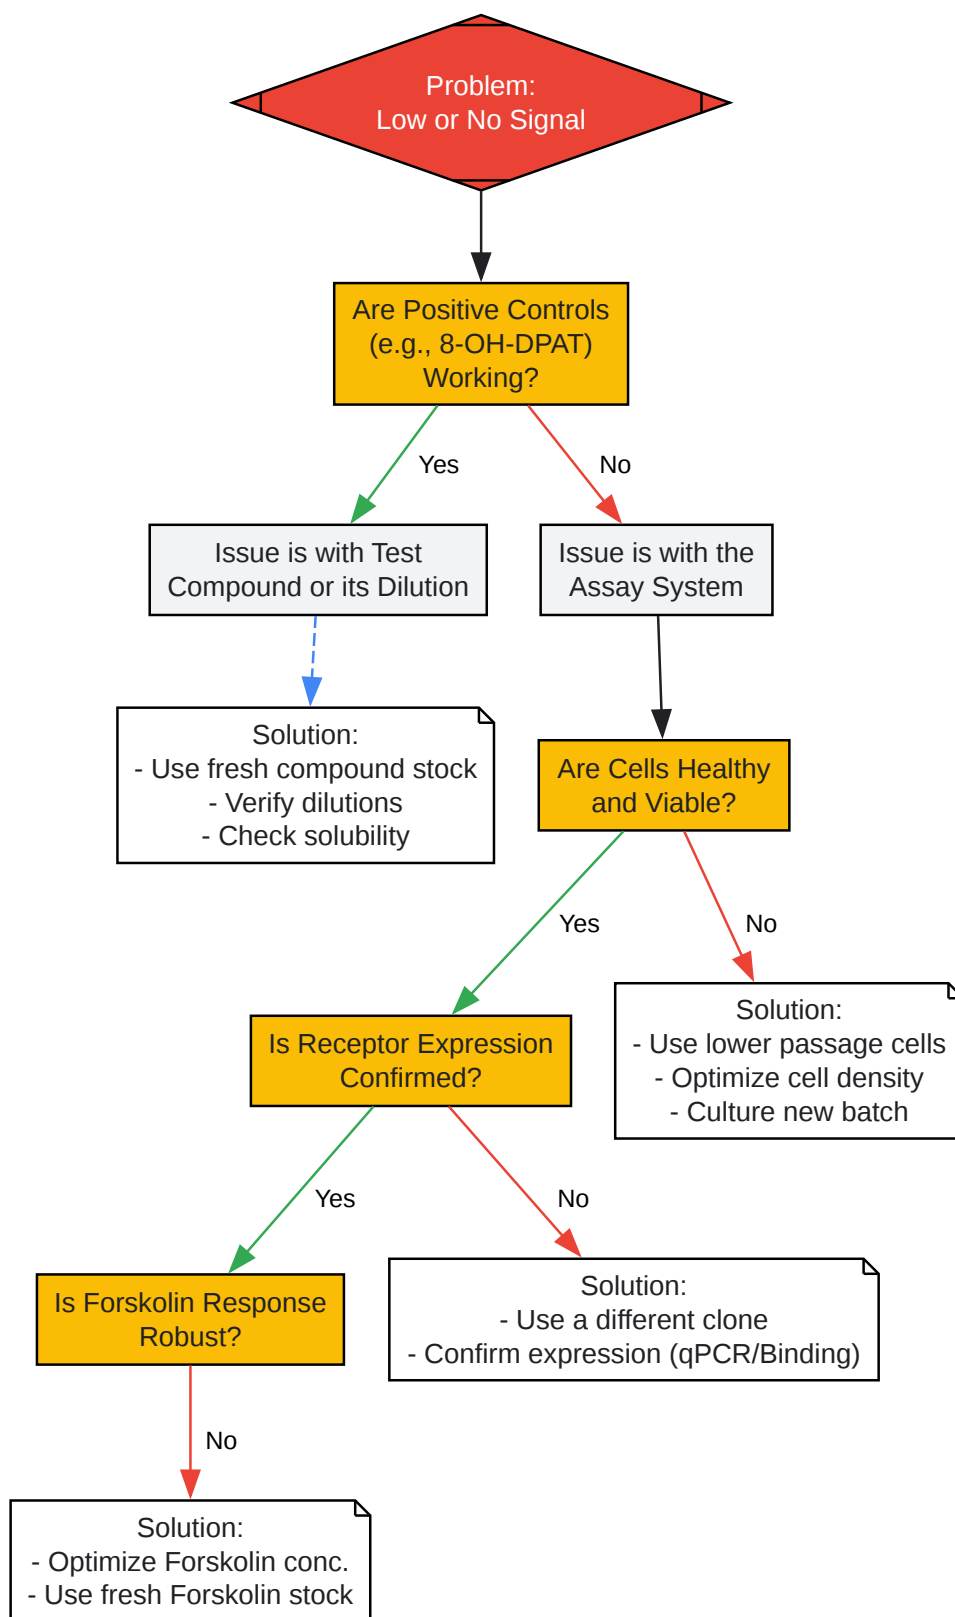 Problem:
Low or No Signal
Are Positive Controls
(e.g., 8-OH-DPAT)
Working?
Yes
No
Issue is with Test
Compound or its Dilution
Issue is with the
Assay System
Solution:
- Use fresh compound stock
- Verify dilutions
- Check solubility
Are Cells Healthy
and Viable?
Yes
No
Solution:
- Use lower passage cells
- Optimize cell density
- Culture new batch
Is Receptor Expression
Confirmed?
Yes
No
Solution:
- Use a different clone
- Confirm expression (qPCR/Binding)
Is Forskolin Response
Robust?
No
Solution:
- Optimize Forskolin conc.
- Use fresh Forskolin stock